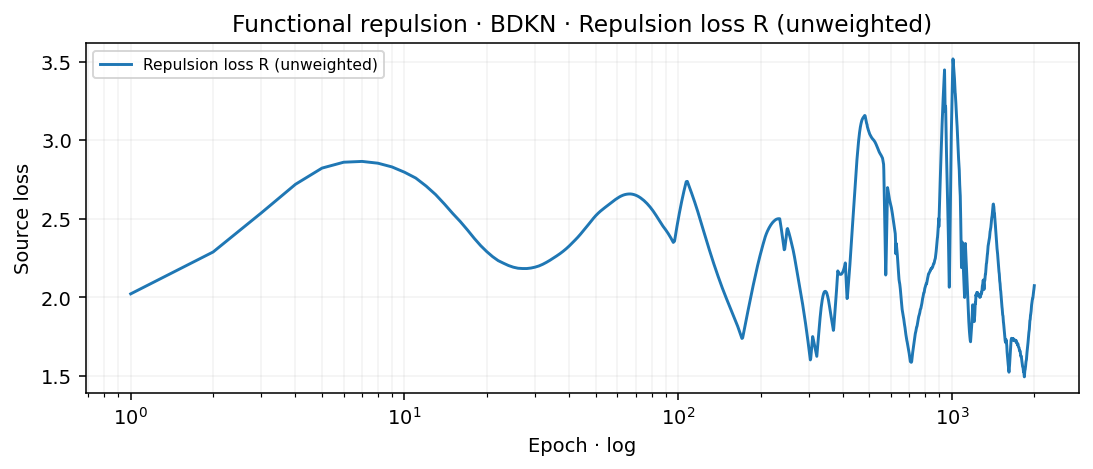 Functional repulsion · BDKN · Repulsion loss R (unweighted)
Repulsion loss R (unweighted)
Source loss
3.5
3.0
2.5
2.0
1.5
10⁰ 10¹ 10² 10³
Epoch · log